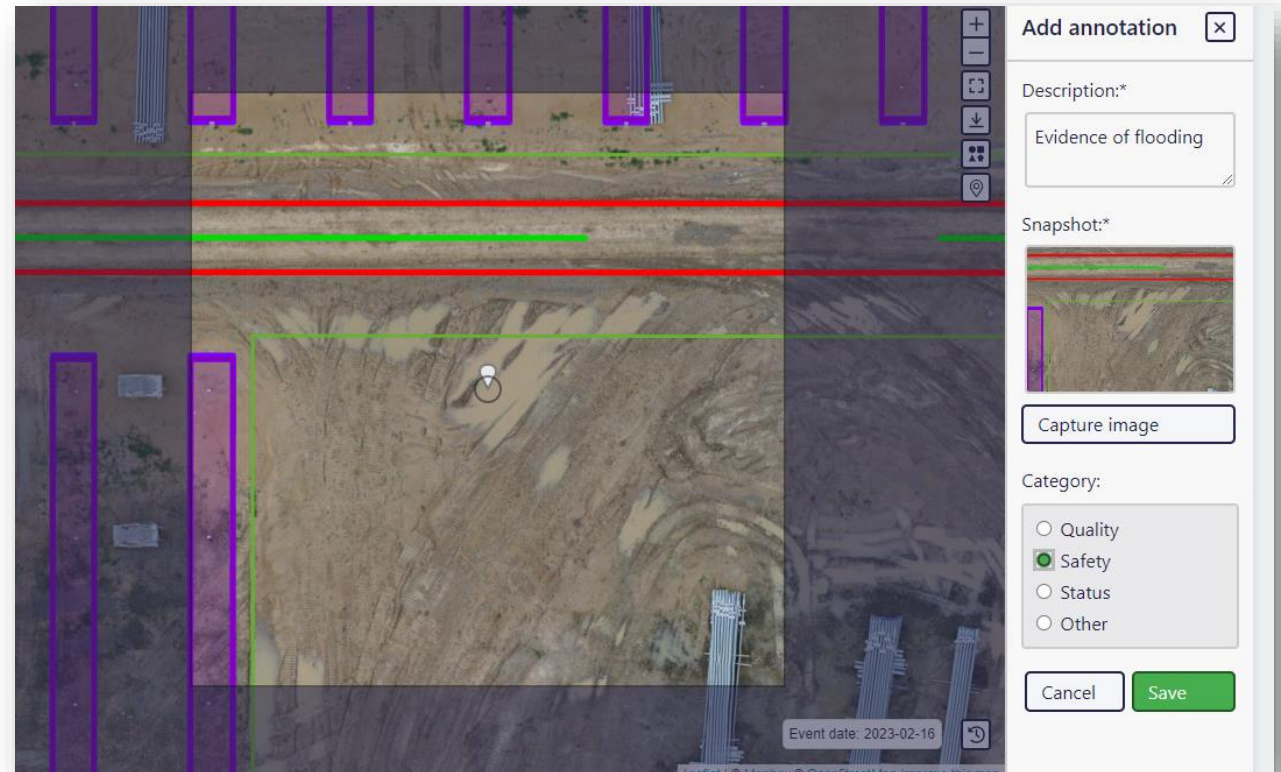 Add annotation
Description:*
Evidence of flooding
Snapshot:*
Capture image
Category:
Quality
Safety
Status
Other
Cancel
Save
Event date: 2023-02-16